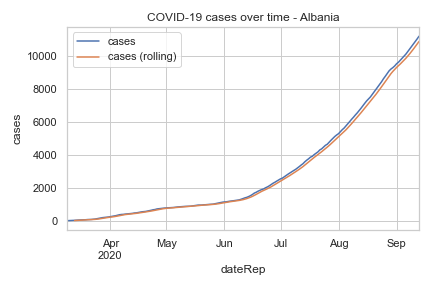 COVID-19 cases over time - Albania
cases
cases (rolling)
10000
8000
6000
4000
2000
0
cases
Apr May Jun Jul Aug Sep
2020
dateRep